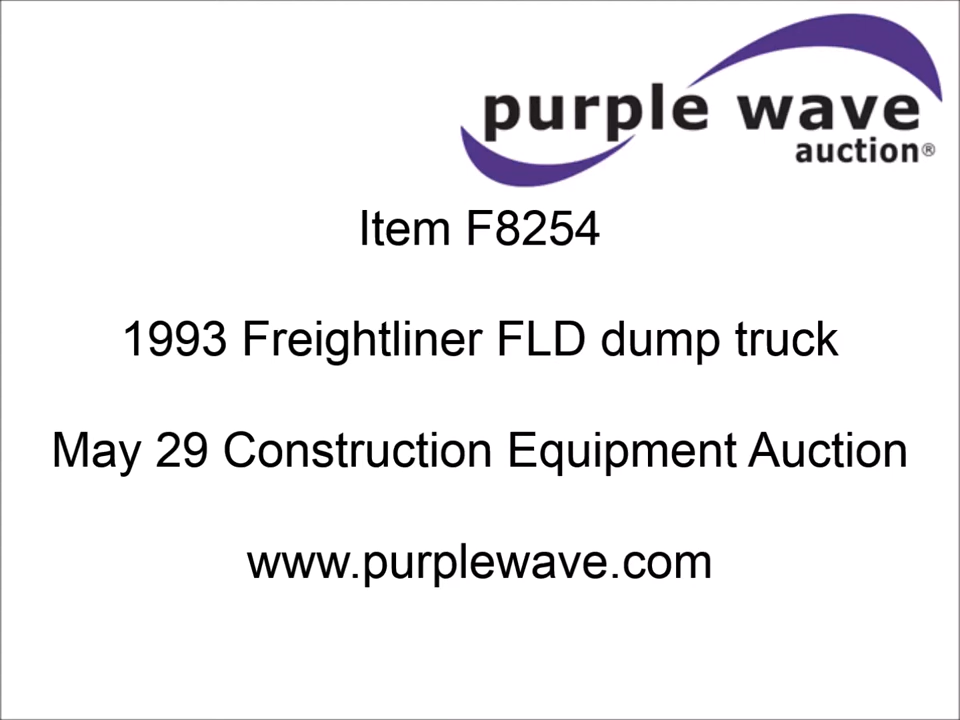 purple wave
auction®
Item F8254
1993 Freightliner FLD dump truck
May 29 Construction Equipment Auction
www.purplewave.com